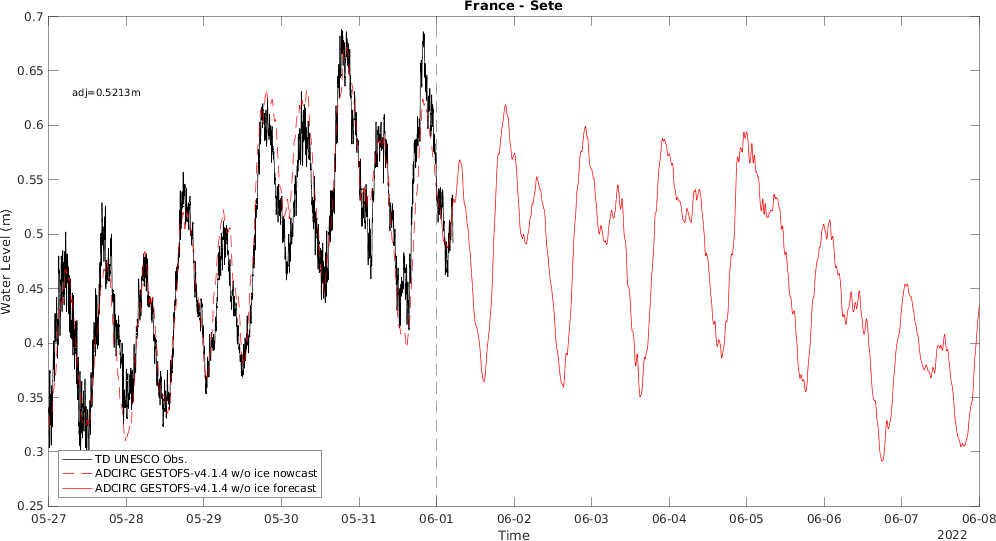 France - Sete
0.7
0.65
0.6
0.55
0.5
0.45
0.4
0.35
0.3
0.25
Water Level (m)
adj=0.5213m
TD UNESCO Obs.
ADCIRC GESTOFS-v4.1.4 w/o ice nowcast
ADCIRC GESTOFS-v4.1.4 w/o ice forecast
05-27 05-28 05-29 05-30 05-31 06-01 06-02 06-03 06-04 06-05 06-06 06-07 06-08
Time
2022